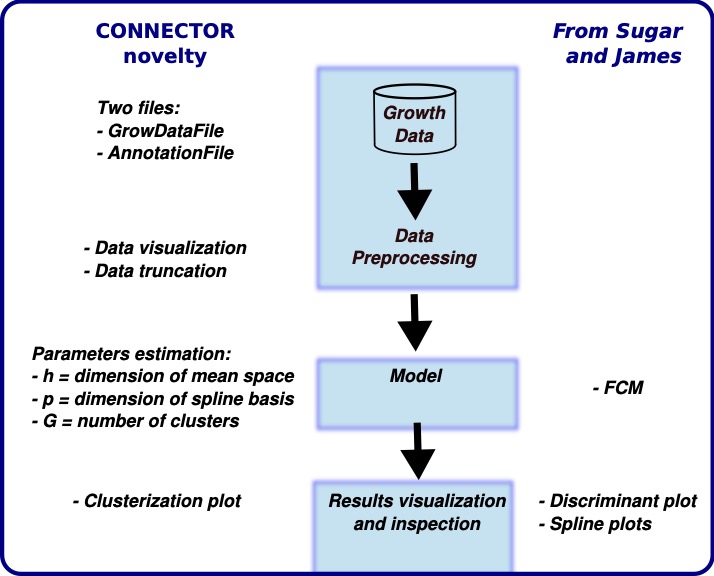 CONNECTOR
novelty
From Sugar
and James
Two files:
- GrowDataFile
- AnnotationFile
Growth
Data
- Data visualization
- Data truncation
Data
Preprocessing
Parameters estimation:
- h = dimension of mean space
- p = dimension of spline basis
- G = number of clusters
Model
- FCM
- Clusterization plot
Results visualization
and inspection
- Discriminant plot
- Spline plots